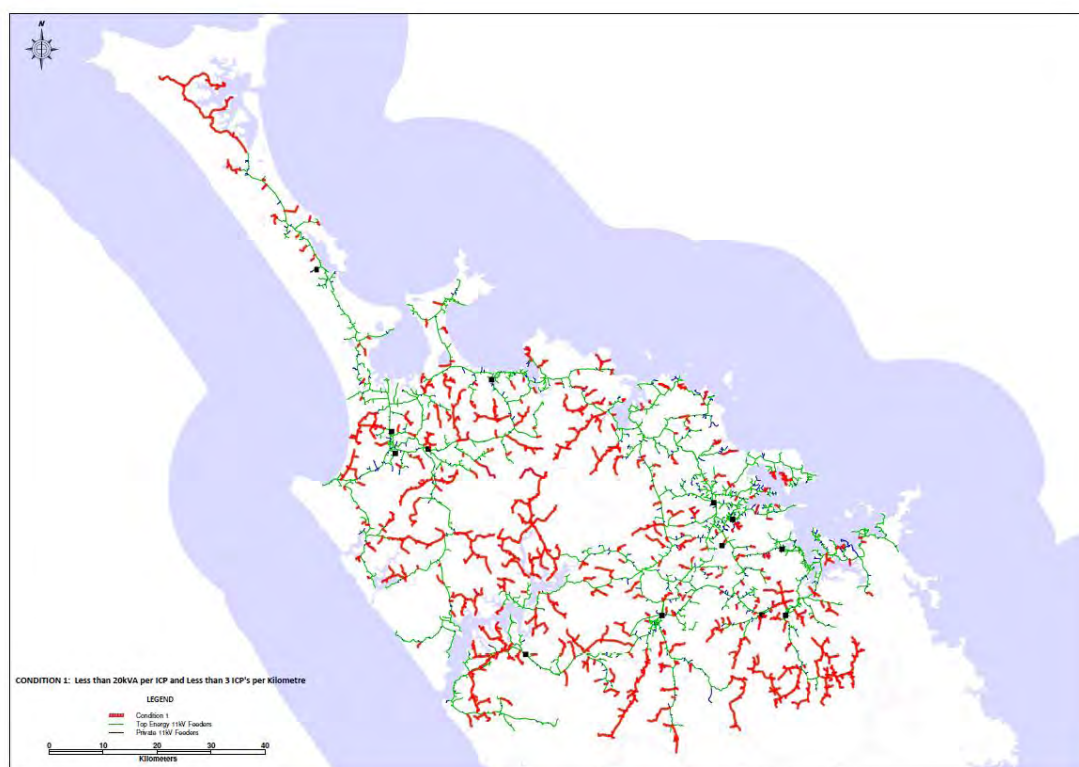 N
CONDITION 1: Less than 20kVA per ICP and Less than 3 ICP's per Kilometre
LEGEND
Condition 1
Top Energy 11kV Feeders
Private 11kV Feeders
0 10 20 30 40
Kilometers